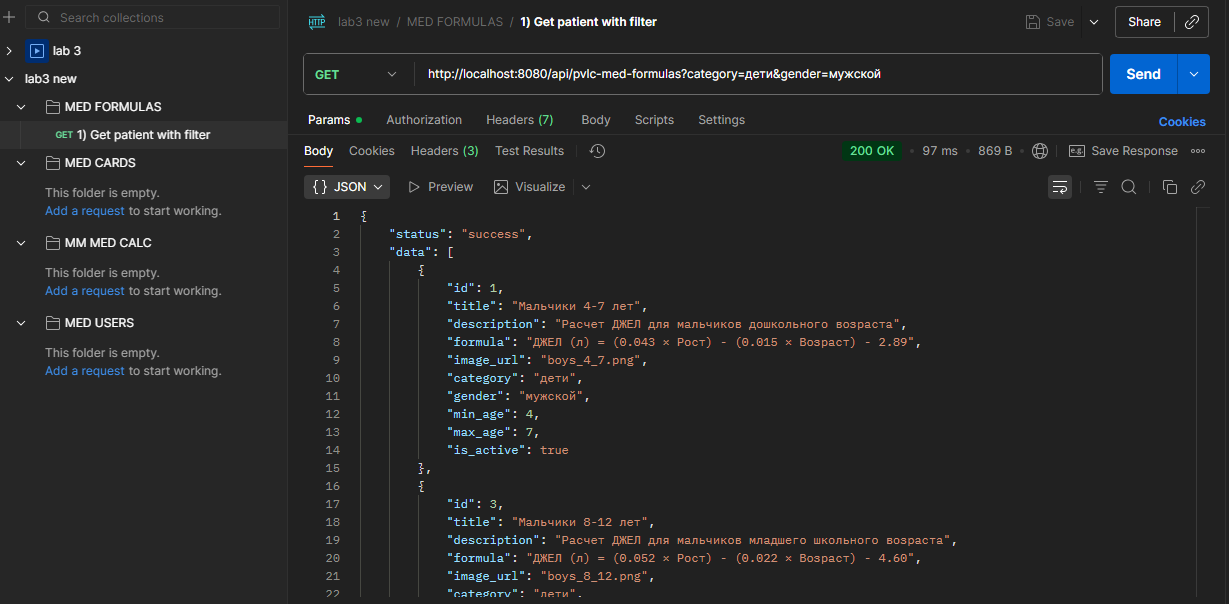 Search collections
lab 3
lab3 new
MED FORMULAS
GET 1) Get patient with filter
MED CARDS
This folder is empty.
Add a request to start working.
MM MED CALC
This folder is empty.
Add a request to start working.
MED USERS
This folder is empty.
Add a request to start working.
HTTP lab3 new / MED FORMULAS / 1) Get patient with filter
Save
Share
GET http://localhost:8080/api/pvlc-med-formulas?category=дети&gender=мужской
Send
Params Authorization Headers (7) Body Scripts Settings
Cookies
Body Cookies Headers (3) Test Results
200 OK • 97 ms • 869 B
e.g. Save Response
{} JSON Preview Visualize
1 {
2 "status": "success",
3 "data": [
4 {
5 "id": 1,
6 "title": "Мальчики 4-7 лет",
7 "description": "Расчет ДЖЕЛ для мальчиков дошкольного возраста",
8 "formula": "ДЖЕЛ (л) = (0.043 × Рост) - (0.015 × Возраст) - 2.89",
9 "image_url": "boys_4_7.png",
10 "category": "дети",
11 "gender": "мужской",
12 "min_age": 4,
13 "max_age": 7,
14 "is_active": true
15 },
16 {
17 "id": 3,
18 "title": "Мальчики 8-12 лет",
19 "description": "Расчет ДЖЕЛ для мальчиков младшего школьного возраста",
20 "formula": "ДЖЕЛ (л) = (0.052 × Рост) - (0.022 × Возраст) - 4.60",
21 "image_url": "boys_8_12.png",
22 "category": "дети",